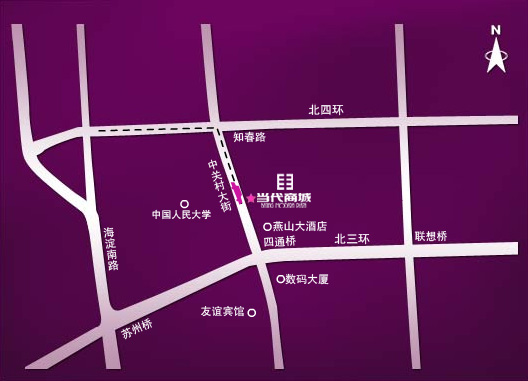 N
北四环
知春路
中关村大街
当代商城
中国人民大学
燕山大酒店
海淀南路
四通桥
北三环
联想桥
数码大厦
友谊宾馆
苏州桥